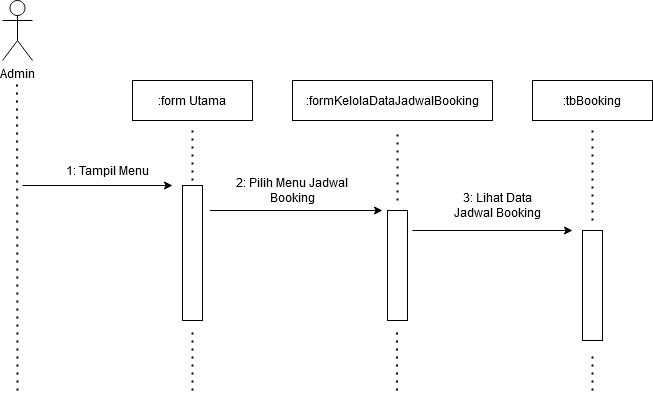 Admin
:form Utama
:formKelolaDataJadwalBooking
:tbBooking
1: Tampil Menu
2: Pilih Menu Jadwal
Booking
3: Lihat Data
Jadwal Booking